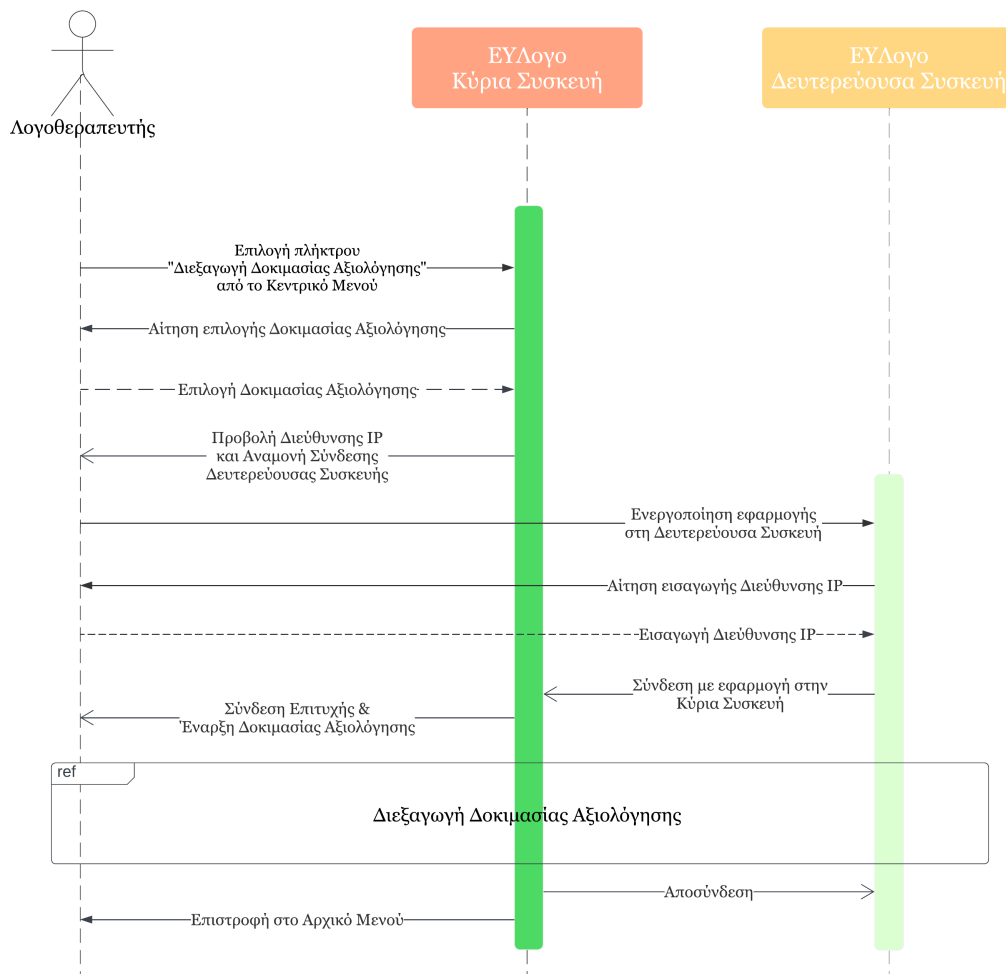 ΕΥΛογο
Κύρια Συσκευή
ΕΥΛογο
Δευτερεύουσα Συσκευή
Λογοθεραπευτής
Επιλογή πλήκτρου
"Διεξαγωγή Δοκιμασίας Αξιολόγησης"
από το Κεντρικό Μενού
Αίτηση επιλογής Δοκιμασίας Αξιολόγησης
Επιλογή Δοκιμασίας Αξιολόγησης
Προβολή Διεύθυνσης IP
και Αναμονή Σύνδεσης
Δευτερεύουσας Συσκευής
Ενεργοποίηση εφαρμογής
στη Δευτερεύουσα Συσκευή
Αίτηση εισαγωγής Διεύθυνσης IP
Εισαγωγή Διεύθυνσης IP
Σύνδεση με εφαρμογή στην
Κύρια Συσκευή
Σύνδεση Επιτυχής &
Έναρξη Δοκιμασίας Αξιολόγησης
ref
Διεξαγωγή Δοκιμασίας Αξιολόγησης
Αποσύνδεση
Επιστροφή στο Αρχικό Μενού